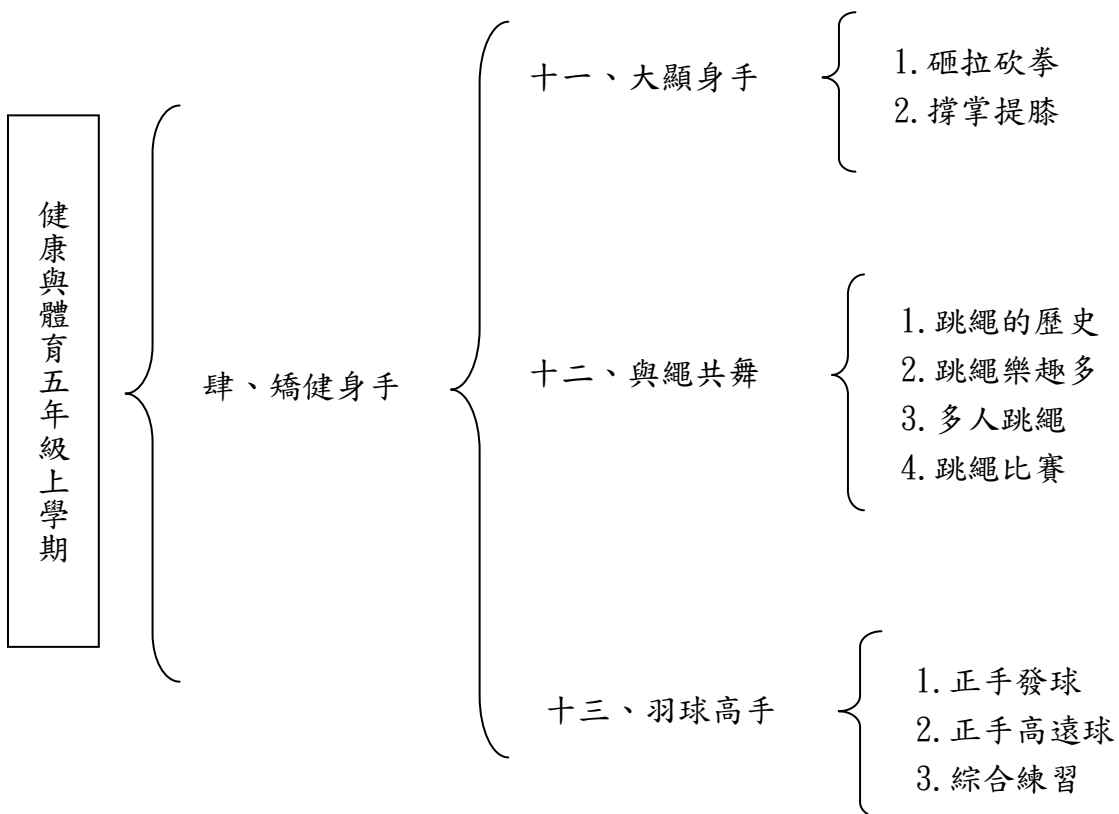 健康與體育五年級上學期
肆、矯健身手
十一、大顯身手
1.砸拉砍拳
2.撐掌提膝
十二、與繩共舞
1.跳繩的歷史
2.跳繩樂趣多
3.多人跳繩
4.跳繩比賽
十三、羽球高手
1.正手發球
2.正手高遠球
3.綜合練習